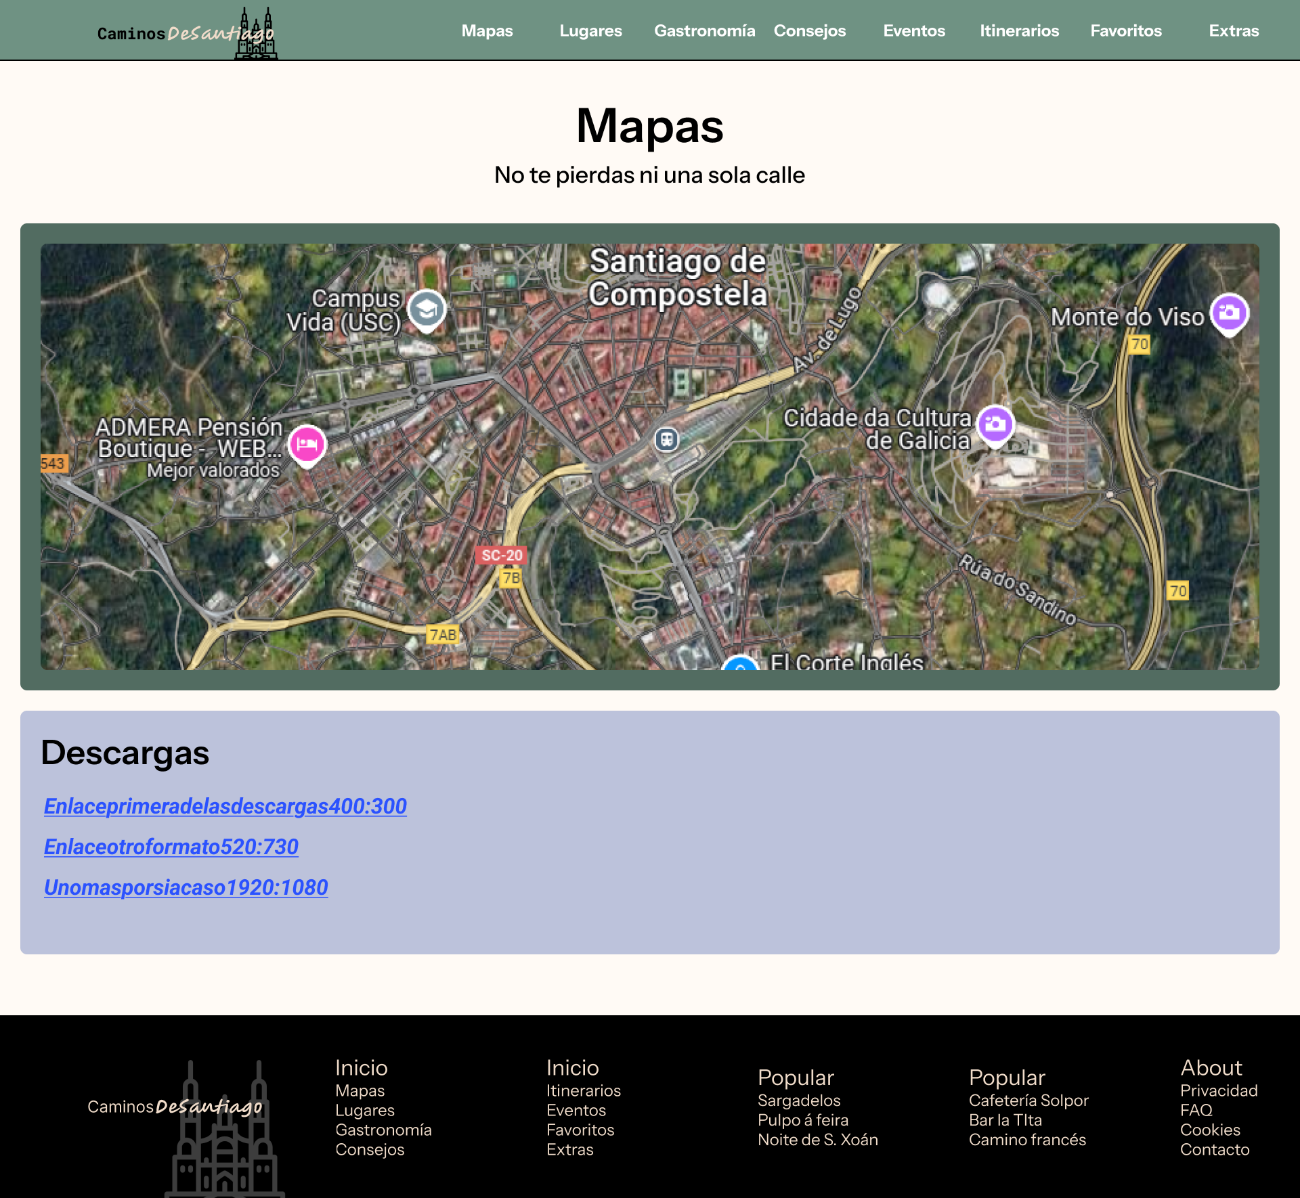 CaminosDeSantiago
Mapas Lugares Gastronomía Consejos Eventos Itinerarios Favoritos Extras
Mapas
No te pierdas ni una sola calle
Santiago de
Compostela
Campus
Vida (USC)
Av. de Lugo
Monte do Viso
70
ADMERA Pensión
Boutique - WEB...
Mejor valorados
Cidade da Cultura
de Galicia
543
SC-20
7B
Rúa do Sandino
70
7AB
El Corte Inglés
Descargas
Enlaceprimeradelasdescargas400:300
Enlaceotroformato520:730
Unomasporsiacaso1920:1080
CaminosDeSantiago
Inicio
Mapas
Lugares
Gastronomía
Consejos
Inicio
Itinerarios
Eventos
Favoritos
Extras
Popular
Sargadelos
Pulpo á feira
Noite de S. Xoán
Popular
Cafetería Solpor
Bar la TIta
Camino francés
About
Privacidad
FAQ
Cookies
Contacto